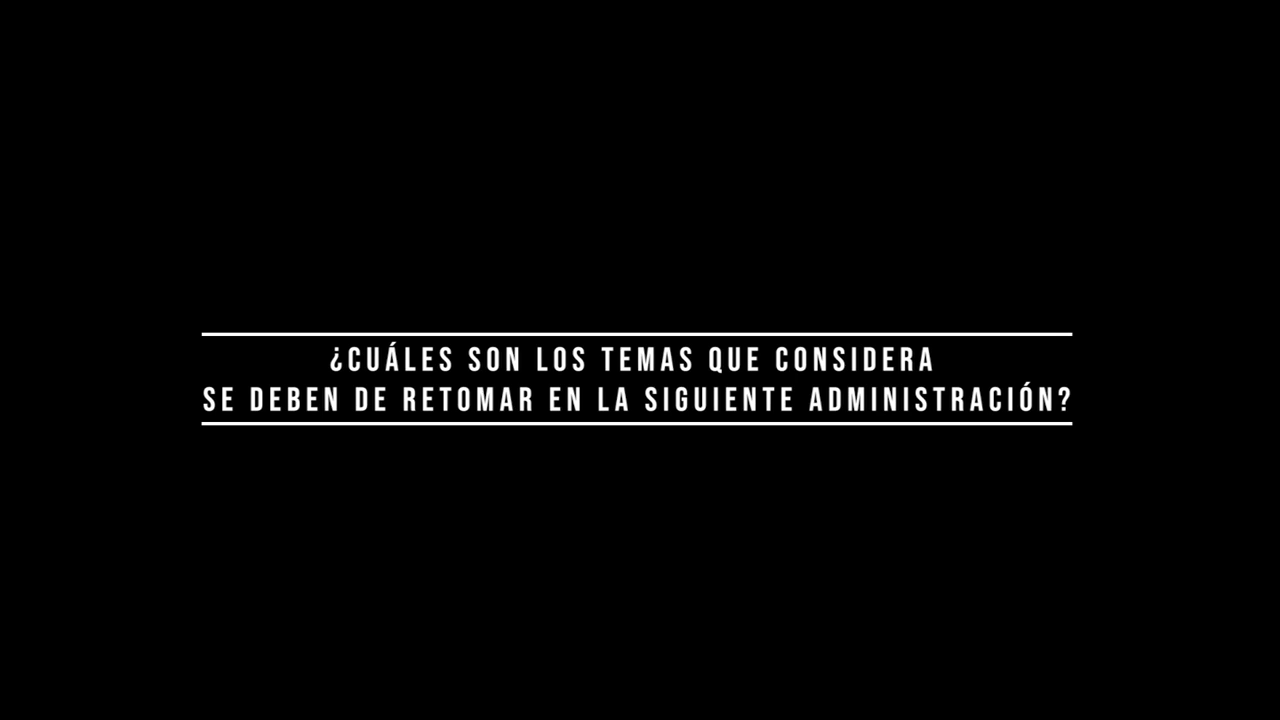 ¿CUÁLES SON LOS TEMAS QUE CONSIDERA
SE DEBEN DE RETOMAR EN LA SIGUIENTE ADMINISTRACIÓN?